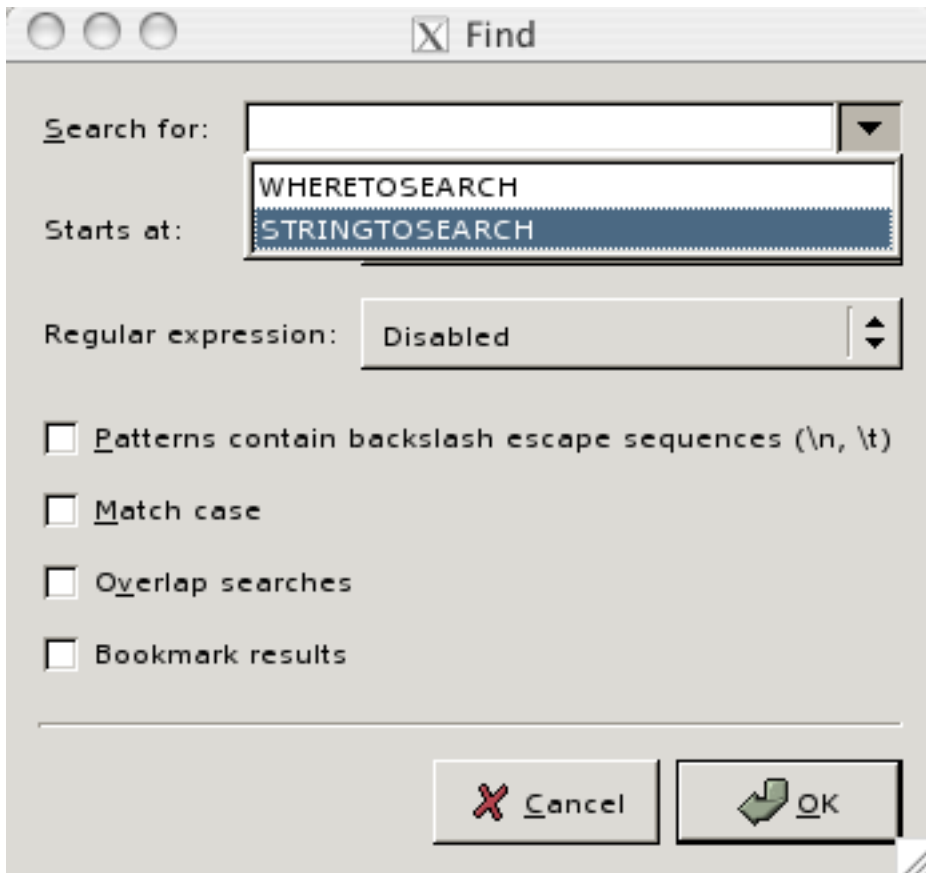 Find
Search for:
WHERETOSEARCH
STRINGTOSEARCH
Starts at:
Regular expression: Disabled
Patterns contain backslash escape sequences (\n, \t)
Match case
Overlap searches
Bookmark results
Cancel OK